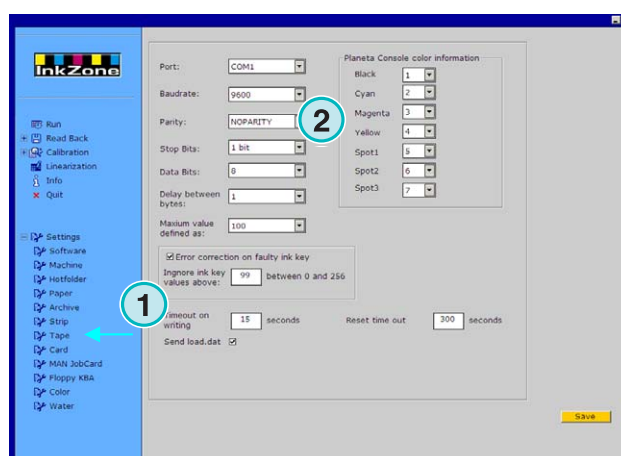 InkZone
Run
Read Back
Calibration
Linearization
Info
Quit
Settings
Software
Machine
Hotfolder
Paper
Archive
Strip
Tape
Card
MAN JobCard
Floppy KBA
Color
Water
1
Port: COM1
Baudrate: 9600
Parity: NOPARITY
Stop Bits: 1 bit
Data Bits: 8
Delay between bytes: 1
Maxium value defined as: 100
2
Planeta Console color information
Black 1
Cyan 2
Magenta 3
Yellow 4
Spot1 5
Spot2 6
Spot3 7
Error correction on faulty ink key
Ingnore ink key values above: 99 between 0 and 256
Timeout on writing 15 seconds
Reset time out 300 seconds
Send load.dat
Save